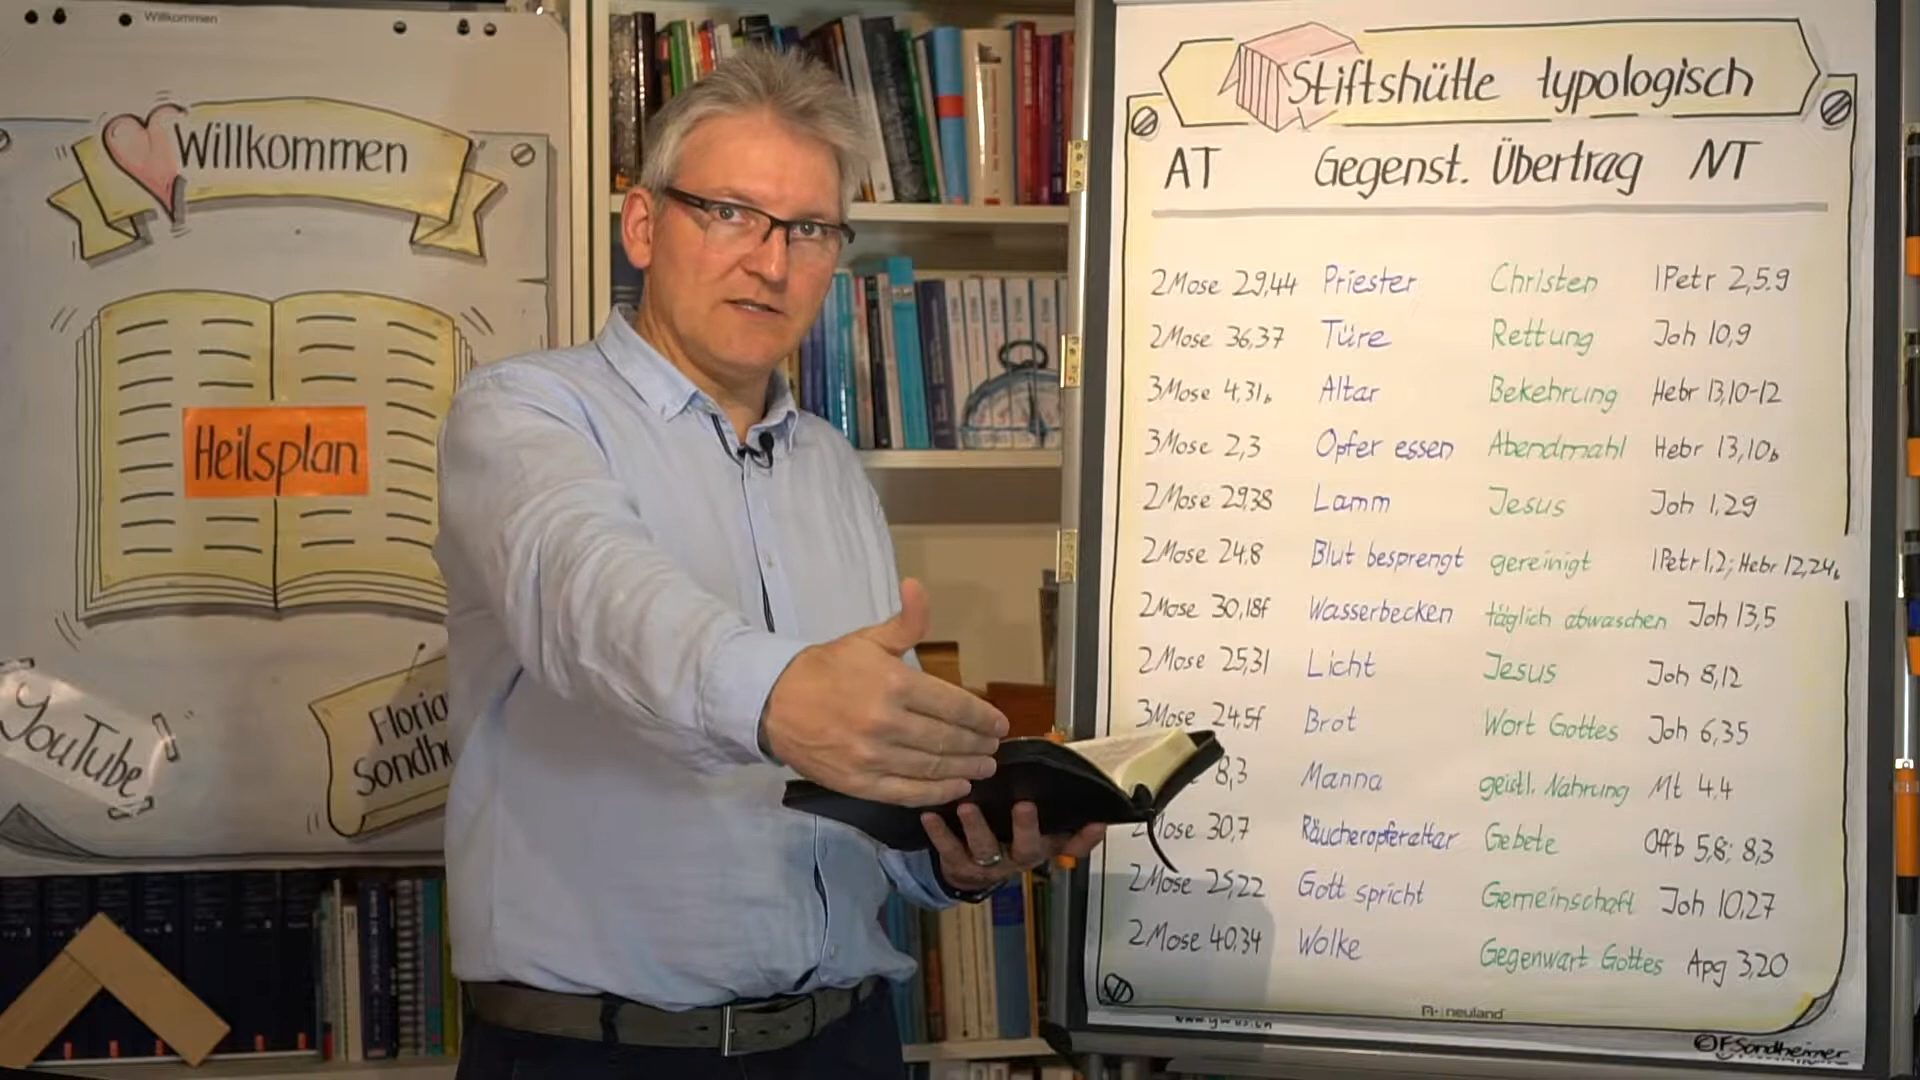 Willkommen
Willkommen
Heilsplan
YouTube
Stiftshütte typologisch
AT Gegenst. Übertrag NT
2Mose 29,44 Priester Christen 1Petr 2,5.9
2Mose 36,37 Türe Rettung Joh 10,9
3Mose 4,31b Altar Bekehrung Hebr 13,10-12
3Mose 2,3 Opfer essen Abendmahl Hebr 13,10b
2Mose 29,38 Lamm Jesus Joh 1,29
2Mose 24,8 Blut besprengt gereinigt 1Petr 1,2; Hebr 12,24b
2Mose 30,18f Wasserbecken täglich abwaschen Joh 13,5
2Mose 25,31 Licht Jesus Joh 8,12
3Mose 24,5f Brot Wort Gottes Joh 6,35
8,3 Manna geistl. Nahrung Mt 4,4
2Mose 30,7 Räucheropferaltar Gebete Offb 5,8; 8,3
2Mose 25,22 Gott spricht Gemeinschaft Joh 10,27
2Mose 40,34 Wolke Gegenwart Gottes Apg 3,20
neuland
©F.Sondheimer